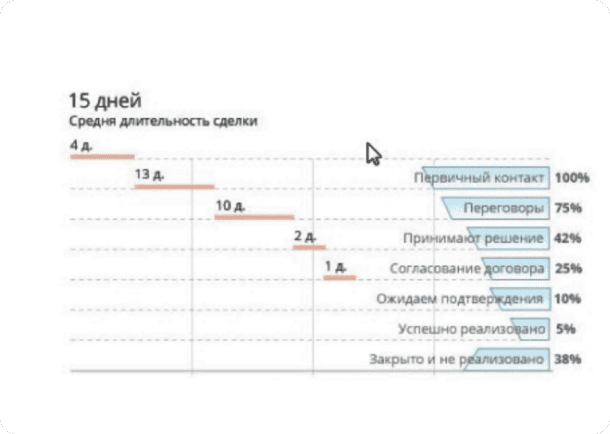 15 дней
Средня длительность сделки
4 д.
13 д.
10 д.
2 д.
1 д.
Первичный контакт 100%
Переговоры 75%
Принимают решение 42%
Согласование договора 25%
Ожидаем подтверждения 10%
Успешно реализовано 5%
Закрыто и не реализовано 38%